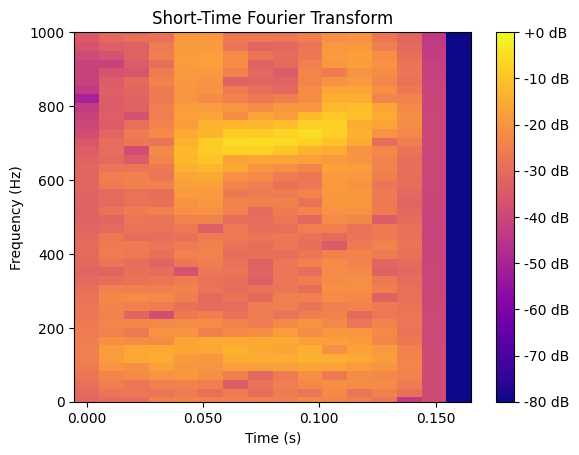 Short-Time Fourier Transform
1000
800
600
400
200
0
Frequency (Hz)
0.000
0.050
0.100
0.150
Time (s)
+0 dB
-10 dB
-20 dB
-30 dB
-40 dB
-50 dB
-60 dB
-70 dB
-80 dB